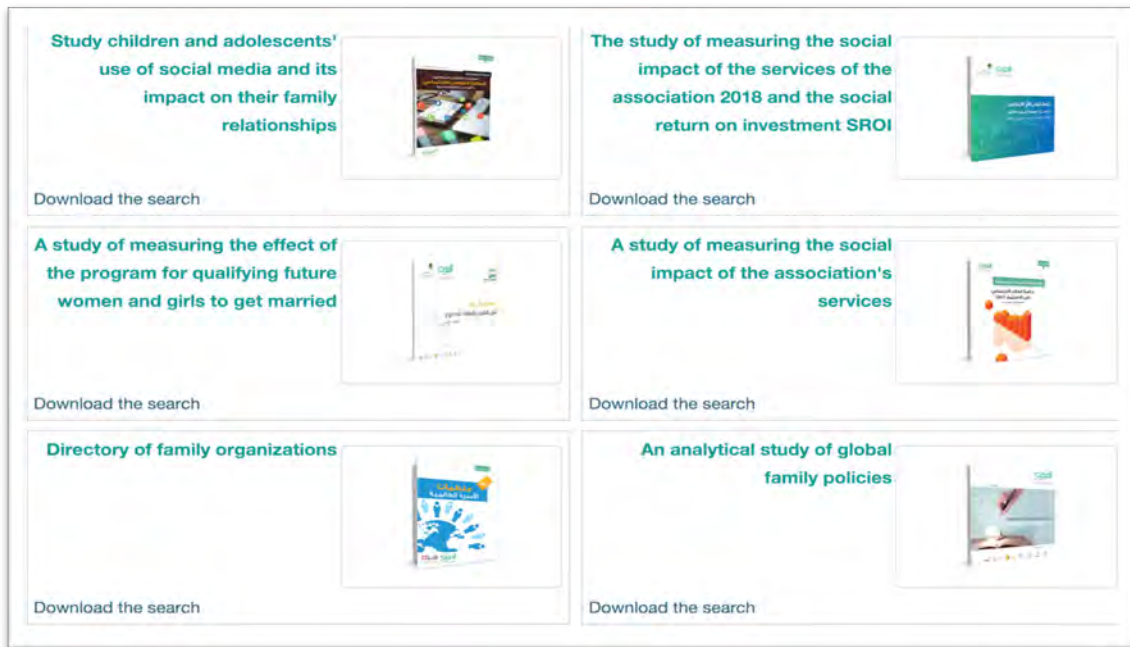 Study children and adolescents'
use of social media and its
impact on their family
relationships
Download the search
The study of measuring the social
impact of the services of the
association 2018 and the social
return on investment SROI
Download the search
A study of measuring the effect of
the program for qualifying future
women and girls to get married
Download the search
A study of measuring the social
impact of the association's
services
Download the search
Directory of family organizations
الأسرة العالمية
Download the search
An analytical study of global
family policies
Download the search